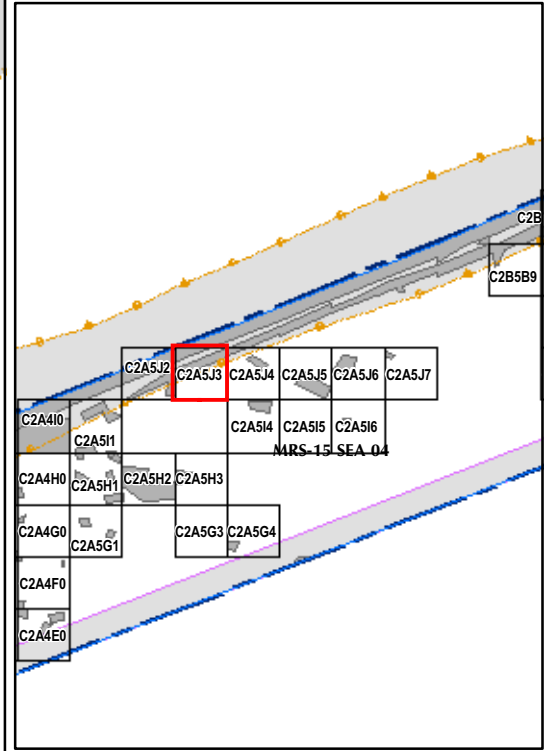 C2B
C2B5B9
C2A5J2
C2A5J3
C2A5J4
C2A5J5
C2A5J6
C2A5J7
C2A4I0
C2A5I1
C2A5I4
C2A5I5
C2A5I6
MRS-15 SEA 04
C2A4H0
C2A5H1
C2A5H2
C2A5H3
C2A4G0
C2A5G1
C2A5G3
C2A5G4
C2A4F0
C2A4E0